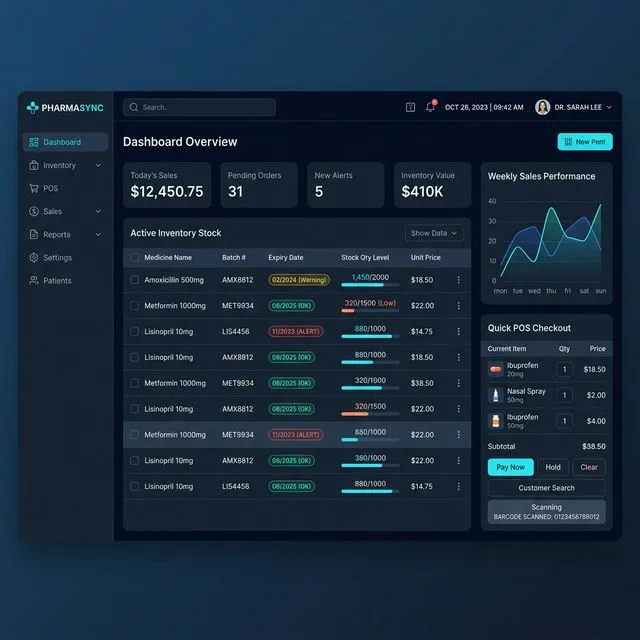 PHARMASYNC
Search...
OCT 28, 2023 | 09:42 AM
DR. SARAH LEE
Dashboard
Inventory
POS
Sales
Reports
Settings
Patients
Dashboard Overview
New Pent
Today's Sales
$12,450.75
Pending Orders
31
New Alerts
5
Inventory Value
$410K
Active Inventory Stock
Show Data
Medicine Name Batch # Expiry Date Stock Qty Level Unit Price
Amoxicillin 500mg AMX8812 02/2024 (Werning) 1,450/2000 $18.50
Metformin 1000mg MET9934 08/2025 (OK) 320/1500 (Low) $22.00
Lisinopril 10mg LIS4456 11/2023 (ALERT) 880/1000 $14.75
Lisinopril 10mg AMX8812 08/2025 (OK) 880/1000 $18.50
Metformin 1000mg MET9934 08/2025 (OK) $38.50
Lisinopril 10mg AMX8812 08/2025 (OK) 320/1500 $22.00
Metformin 1000mg MET9934 11/2023 (ALERT) 880/1000 $22.00
Lisinopril 10mg AMX8812 08/2025 (OK) 380/1000 $22.00
Lisinopril 10mg LIS4456 08/2025 (OK) 880/1000 $14.75
Weekly Sales Performance
40
30
20
10
0
mon tue wed thu fri sat sun
Quick POS Checkout
Current Item Qty Price
Ibuprofen 1 $18.50
20mg
Nasal Spray 1 $2.00
50mg
Ibuprofen 1 $4.00
50mg
Subtotal $38.50
Pay Now Hold Clear
Customer Search
Scanning
BARCODE SCANNED: 0123456788012